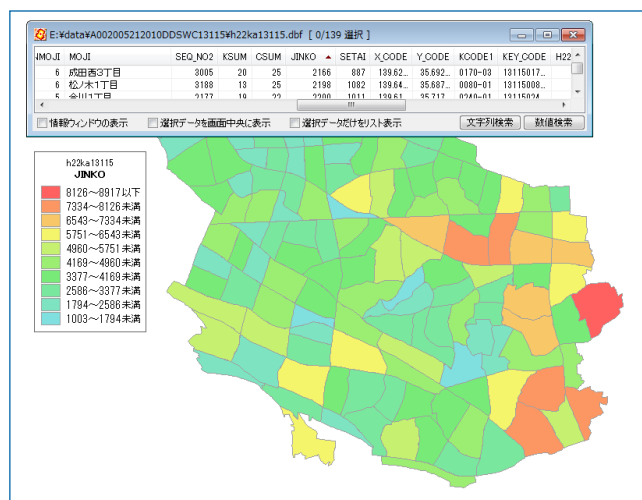 E:¥data¥A002005212010DDSWC13115¥h22ka13115.dbf [ 0/139 選択 ]
JMOJI MOJI SEQ_NO2 KSUM CSUM JINKO SETAI X_CODE Y_CODE KCODE1 KEY_CODE H22
6 成田西3丁目 3005 20 25 2166 887 139.62... 35.692... 0170-03 13115017...
6 松ノ木1丁目 3188 13 25 2198 1082 139.64... 35.687... 0080-01 13115008...
情報ウィンドウの表示 選択データを画面中央に表示 選択データだけをリスト表示 文字列検索 数値検索
h22ka13115
JINKO
8126～8917以下
7334～8126未満
6543～7334未満
5751～6543未満
4960～5751未満
4169～4960未満
3377～4169未満
2586～3377未満
1794～2586未満
1003～1794未満